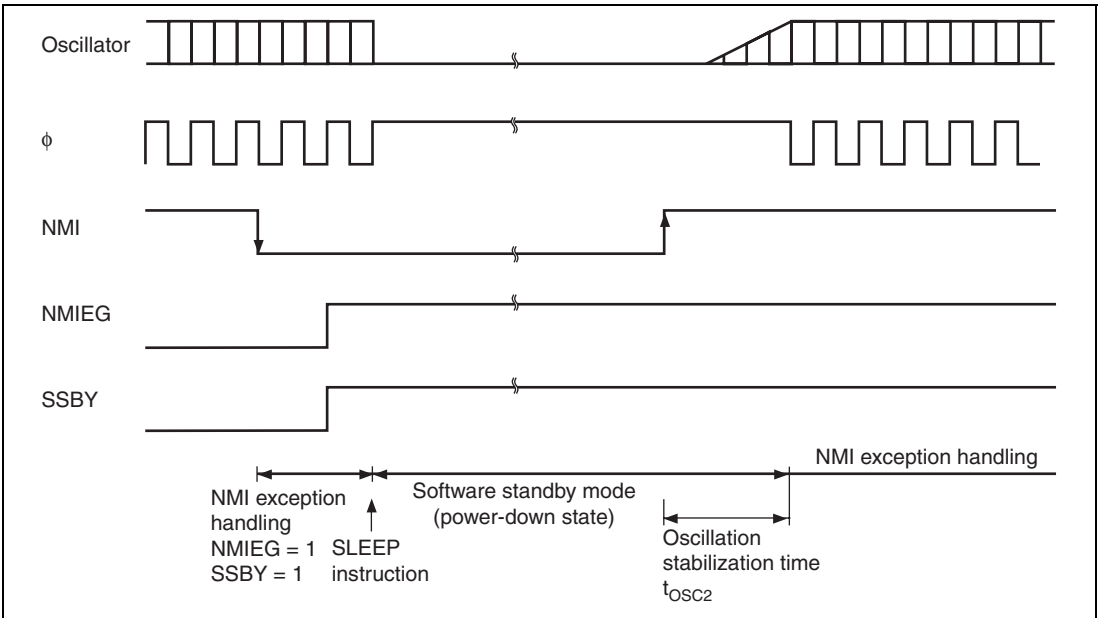 Oscillator
ϕ
NMI
NMIEG
SSBY
NMI exception handling
NMI exception
handling
NMIEG = 1
SSBY = 1
SLEEP
instruction
Software standby mode
(power-down state)
Oscillation
stabilization time
tOSC2